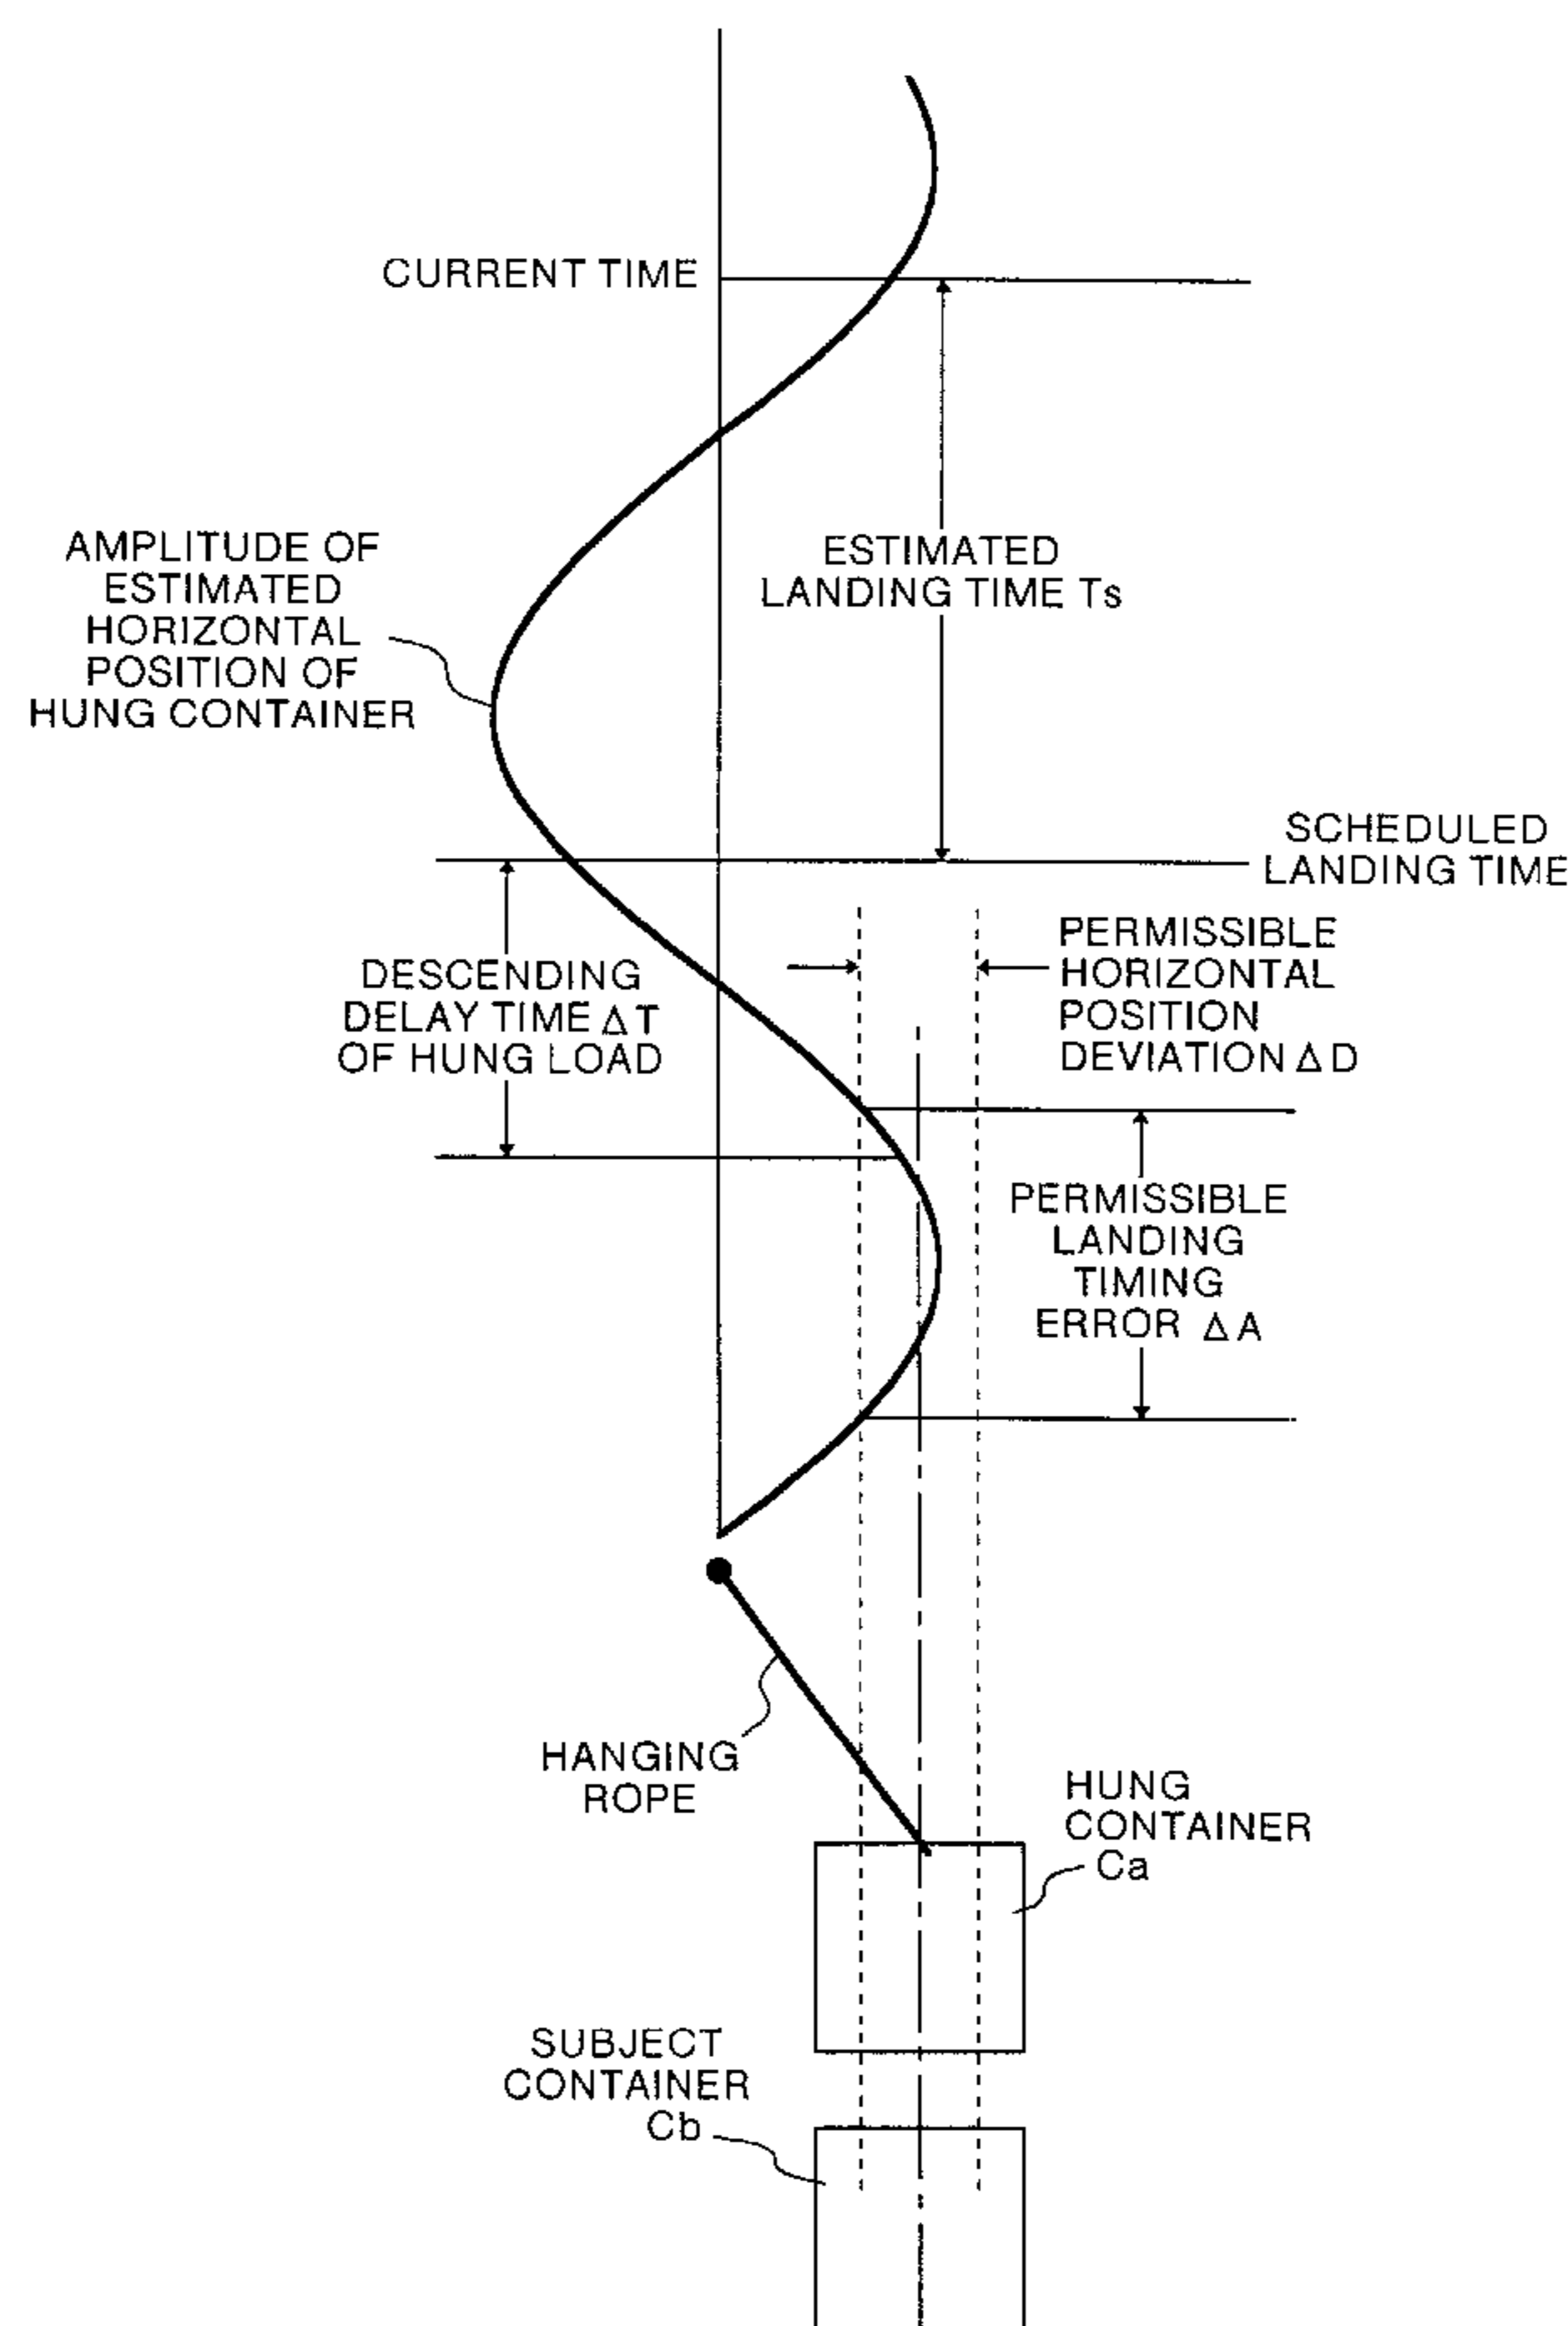 CURRENT TIME
AMPLITUDE OF
ESTIMATED
HORIZONTAL
POSITION OF
HUNG CONTAINER
ESTIMATED
LANDING TIME Ts
SCHEDULED
LANDING TIME
DESCENDING
DELAY TIME ΔT
OF HUNG LOAD
PERMISSIBLE
HORIZONTAL
POSITION
DEVIATION ΔD
PERMISSIBLE
LANDING
TIMING
ERROR ΔA
HANGING
ROPE
HUNG
CONTAINER
Ca
SUBJECT
CONTAINER
Cb